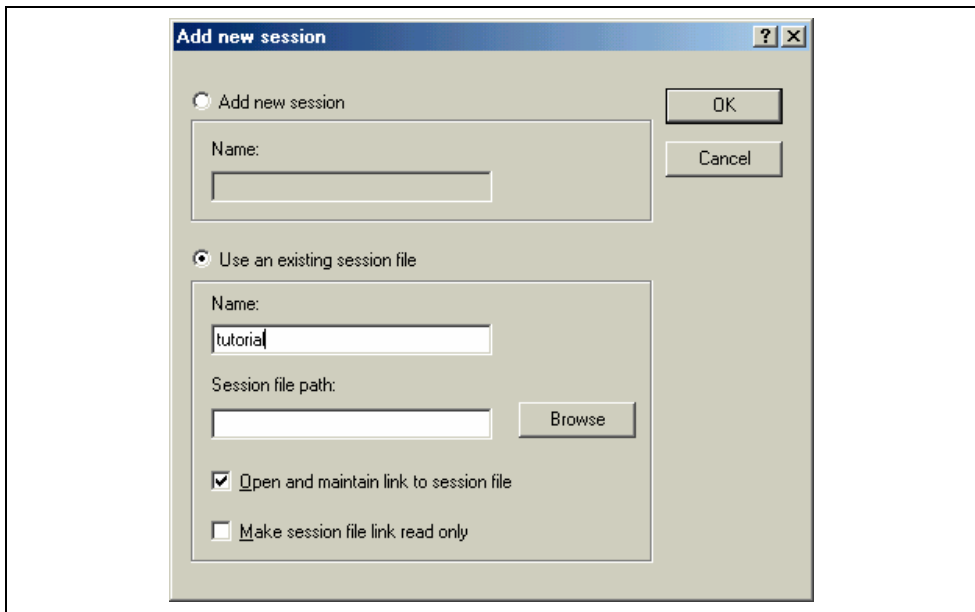 Add new session
Add new session
OK
Name:
Cancel
Use an existing session file
Name:
tutorial
Session file path:
Browse
Open and maintain link to session file
Make session file link read only